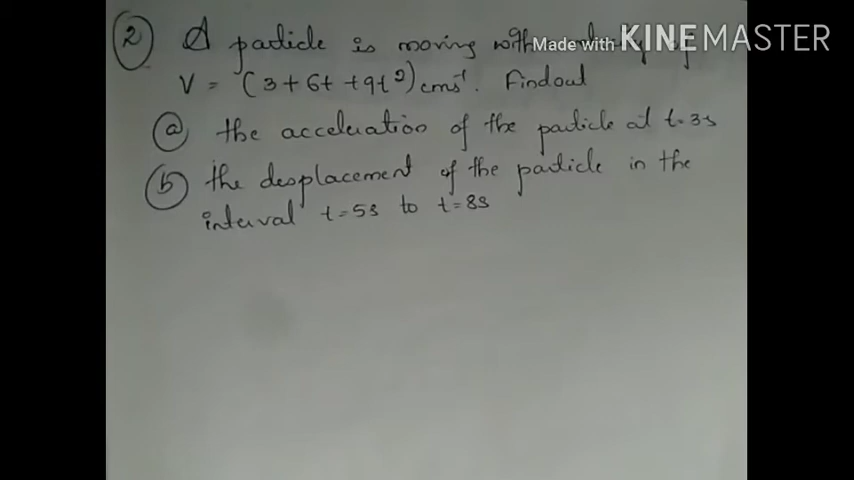 ② A particle is moving with
Made with KINEMASTER
V = (3 + 6t + 9t²) cms⁻¹. Findout
ⓐ the acceleration of the particle at t=3s
ⓑ the desplacement of the particle in the
interval t=5s to t=8s